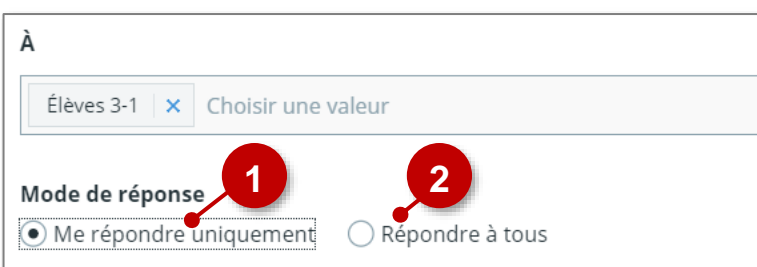 À
Élèves 3-1 × Choisir une valeur
1 2
Mode de réponse
Me répondre uniquement Répondre à tous